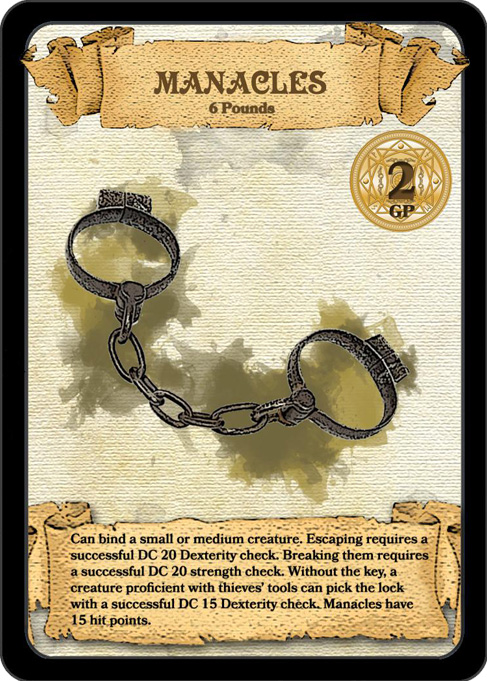 MANACLES
6 Pounds
2
GP
Can bind a small or medium creature. Escaping requires a
successful DC 20 Dexterity check. Breaking them requires
a successful DC 20 strength check. Without the key, a
creature proficient with thieves' tools can pick the lock
with a successful DC 15 Dexterity check. Manacles have
15 hit points.